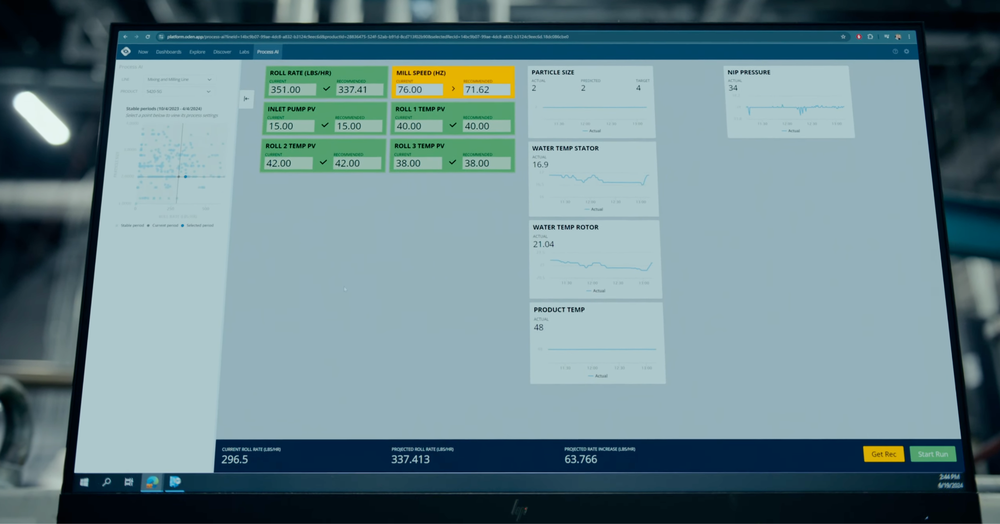 platform.oden.app/process-ai?lineId=14bc9b07-99ae-4dc8-a832-b3124c9eec6d&productId=28836475-524f-52ab-b91d-8cd713f02b90&selectedRecId=14bc9b07-99ae-4dc8-a832-b3124c9eec6d.18dc086cbe0
Now Dashboards Explore Discover Labs Process AI
Process AI
LINE Mixing and Milling Line
PRODUCT 5420-5G
Stable periods (10/4/2023 - 4/4/2024)
Select a point below to view its process settings
0 250 500
ROLL RATE (LBS/HR)
Stable period Current period Selected period
ROLL RATE (LBS/HR)
CURRENT RECOMMENDED
351.00 337.41
MILL SPEED (HZ)
CURRENT RECOMMENDED
76.00 71.62
INLET PUMP PV
CURRENT RECOMMENDED
15.00 15.00
ROLL 1 TEMP PV
CURRENT RECOMMENDED
40.00 40.00
ROLL 2 TEMP PV
CURRENT RECOMMENDED
42.00 42.00
ROLL 3 TEMP PV
CURRENT RECOMMENDED
38.00 38.00
PARTICLE SIZE
ACTUAL PREDICTED TARGET
2 2 4
11:30 12:00 12:30 13:00
Actual
WATER TEMP STATOR
ACTUAL
16.9
11:30 12:00 12:30 13:00
Actual
WATER TEMP ROTOR
ACTUAL
21.04
11:30 12:00 12:30 13:00
Actual
PRODUCT TEMP
ACTUAL
48
11:30 12:00 12:30 13:00
Actual
NIP PRESSURE
ACTUAL
34
11:30 12:00 12:30 13:00
Actual
CURRENT ROLL RATE (LBS/HR)
296.5
PROJECTED ROLL RATE (LBS/HR)
337.413
PROJECTED RATE INCREASE (LBS/HR)
63.766
Get Rec Start Run
2:44 PM
6/19/2024
hp